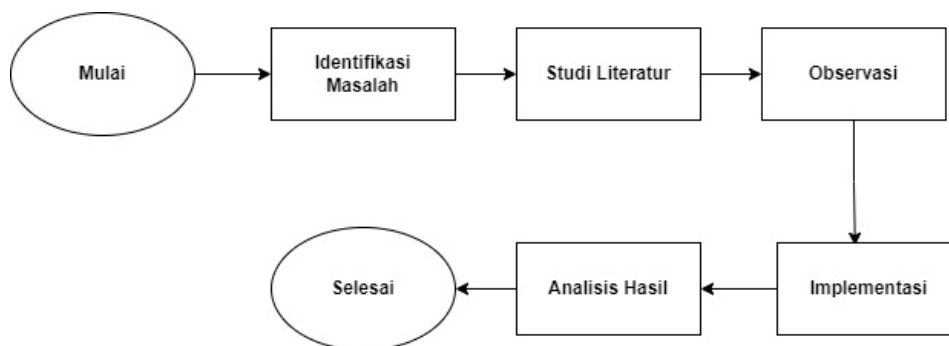 Mulai
Identifikasi
Masalah
Studi Literatur
Observasi
Implementasi
Analisis Hasil
Selesai